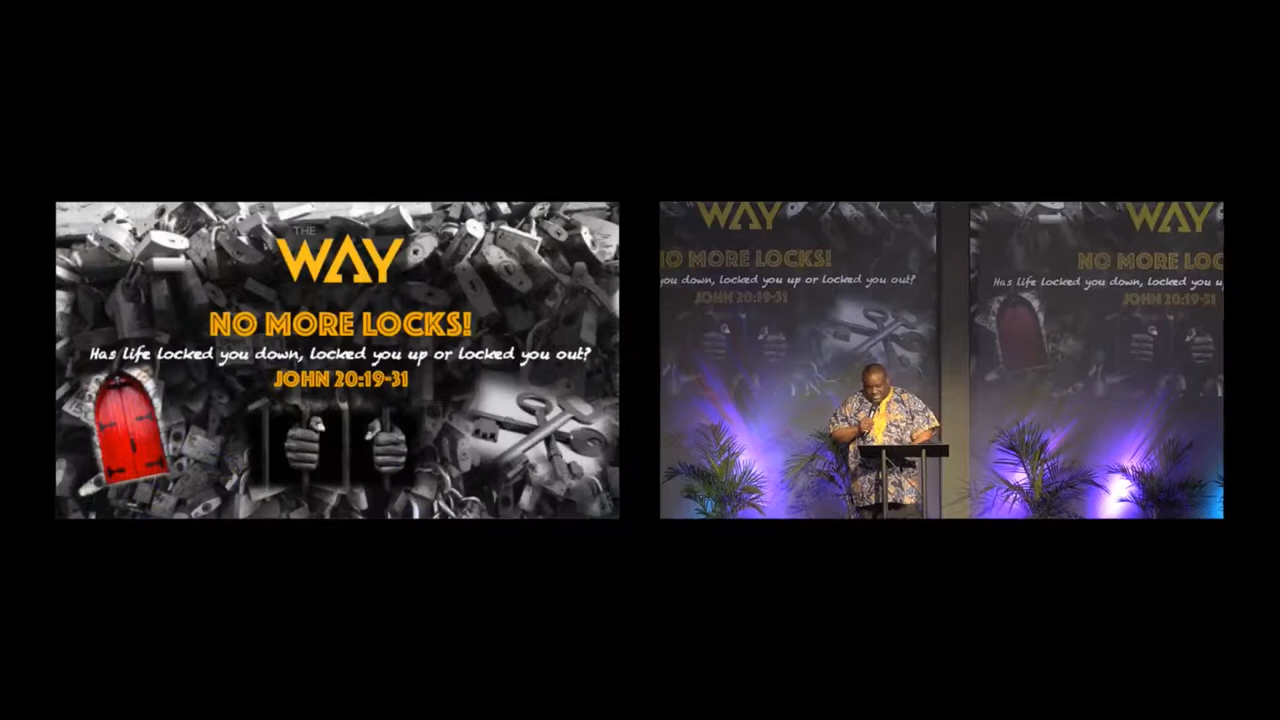 THE
WAY
NO MORE LOCKS!
Has life locked you down, locked you up or locked you out?
JOHN 20:19-31
WAY
NO MORE LOCKS!
you down, locked you up or locked you out?
JOHN 20:19-31
WAY
NO MORE LOC
Has life locked you down, locked you u
JOHN 20:19-31